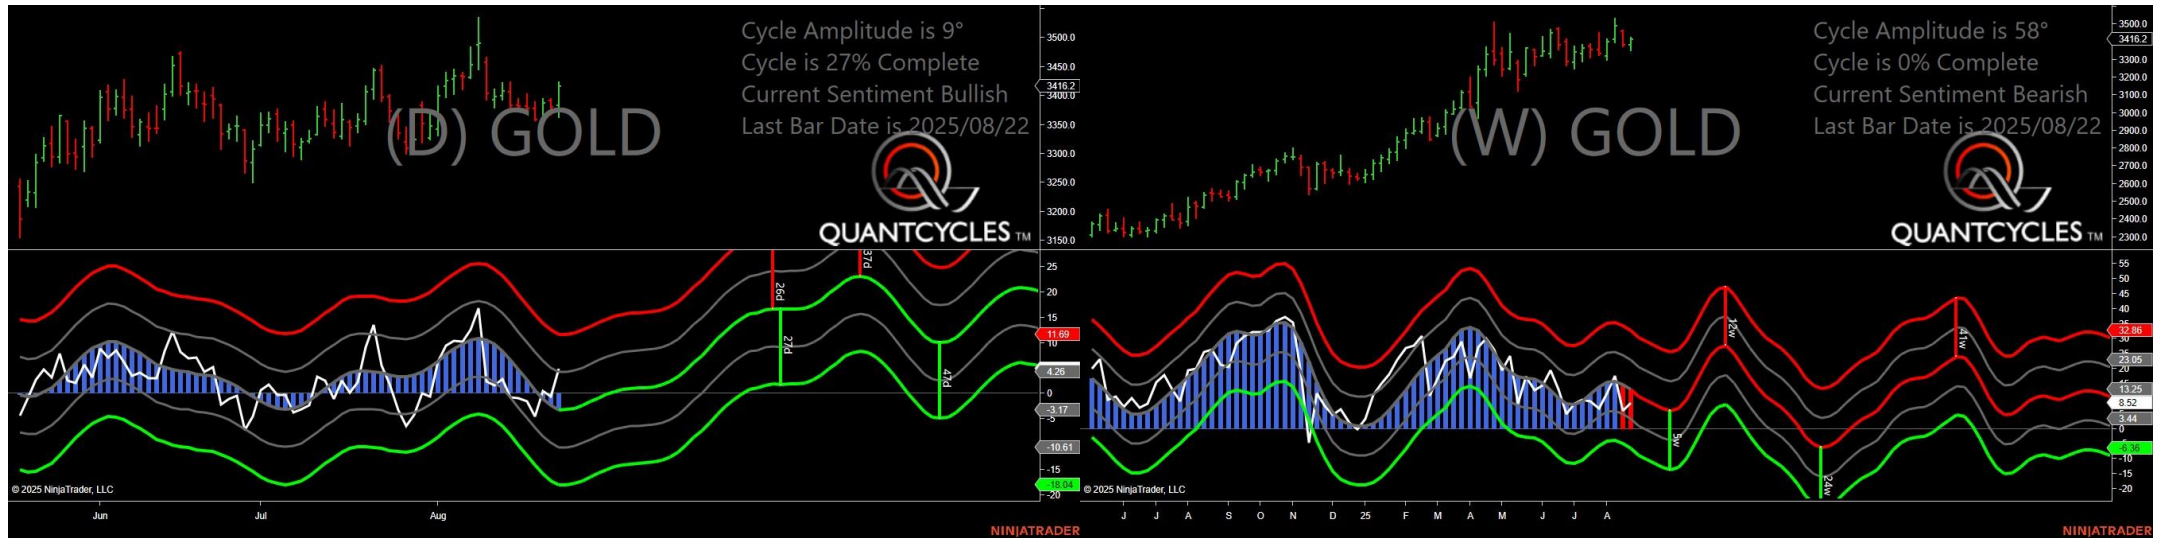 Cycle Amplitude is 9°
Cycle is 27% Complete
Current Sentiment Bullish
Last Bar Date is 2025/08/22
(D) GOLD
QUANTCYCLES TM
3500.0
3450.0
3416.2
3400.0
3350.0
3300.0
3250.0
3200.0
3150.0
26d
27d
37d
47d
25
20
15
11.69
10
4.26
0
-3.17
-5
-10.61
-15
-18.04
-20
© 2025 NinjaTrader, LLC
Jun
Jul
Aug
NINJATRADER
Cycle Amplitude is 58°
Cycle is 0% Complete
Current Sentiment Bearish
Last Bar Date is 2025/08/22
(W) GOLD
QUANTCYCLES TM
3500.0
3416.2
3300.0
3200.0
3100.0
3000.0
2900.0
2800.0
2700.0
2600.0
2500.0
2400.0
2300.0
5w
12w
24w
41w
55
50
45
40
32.86
30
23.05
20
13.25
8.52
3.44
0
-6.36
-10
-15
-20
© 2025 NinjaTrader, LLC
J
J
A
S
O
N
D
25
F
M
A
M
J
J
A
NINJATRADER